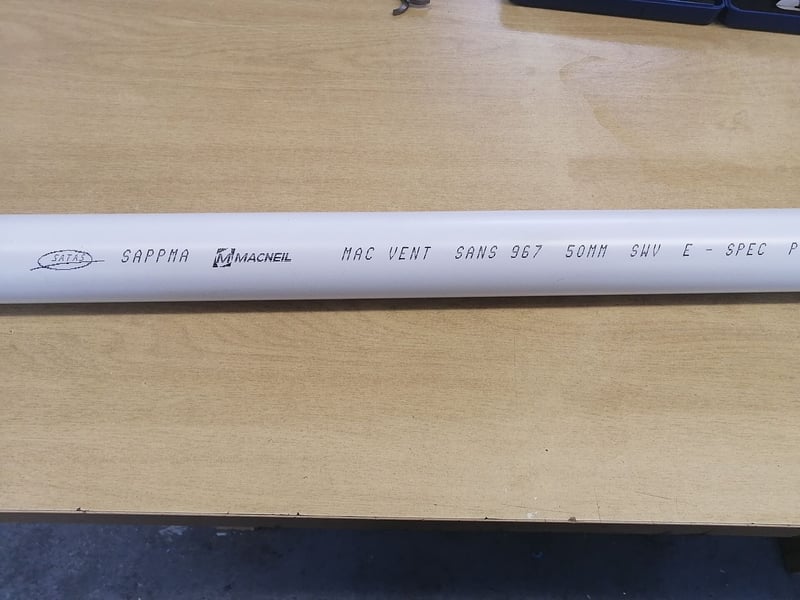 SATAS SAPPMA M MACNEIL MAC VENT SANS 967 50MM SWV E - SPEC P